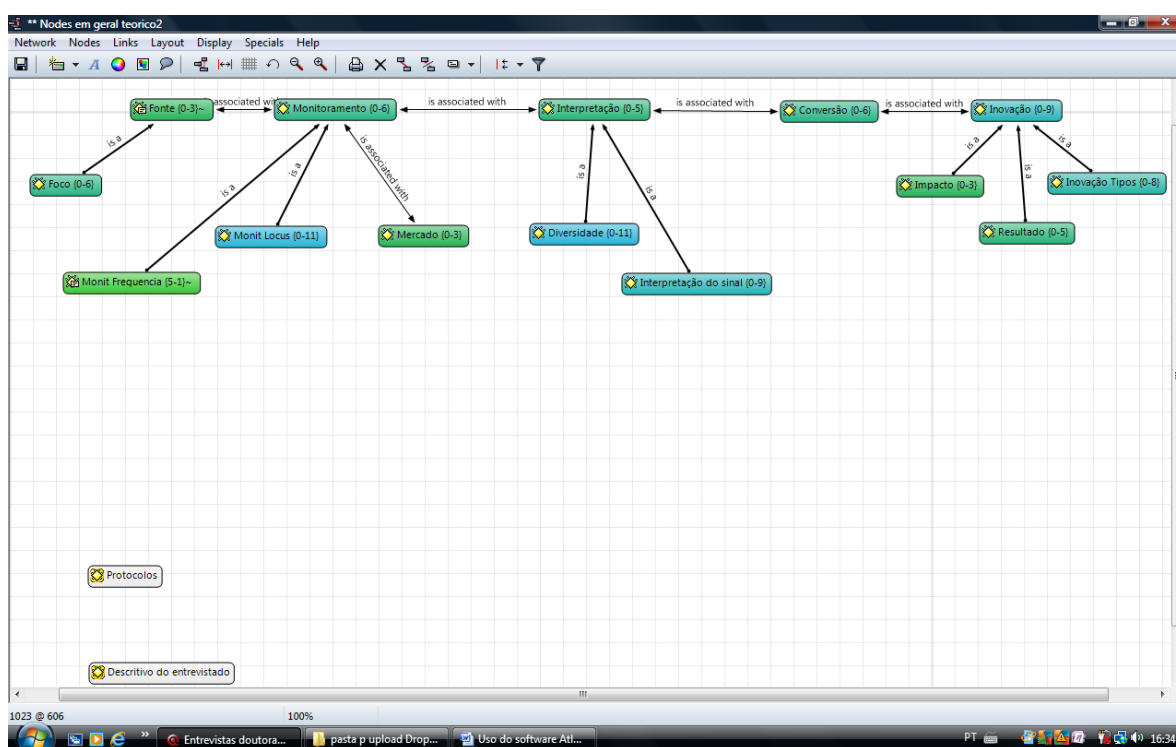 ** Nodes em geral teorico2
Network Nodes Links Layout Display Specials Help
Fonte {0-3}~
associated with
Monitoramento {0-6}
is associated with
Interpretação {0-5}
is associated with
Conversão {0-6}
is associated with
Inovação {0-9}
is a
is a
is a
is associated with
is a
is a
is a
is a
is a
Foco {0-6}
Impacto {0-3}
Inovação Tipos {0-8}
Monit Locus {0-11}
Mercado {0-3}
Diversidade {0-11}
Resultado {0-5}
Monit Frequencia {5-1}~
Interpretação do sinal {0-9}
Protocolos
Descritivo do entrevistado
1023 @ 606 100%
Entrevistas doutora... pasta p upload Drop... Uso do software Atl... PT 16:34